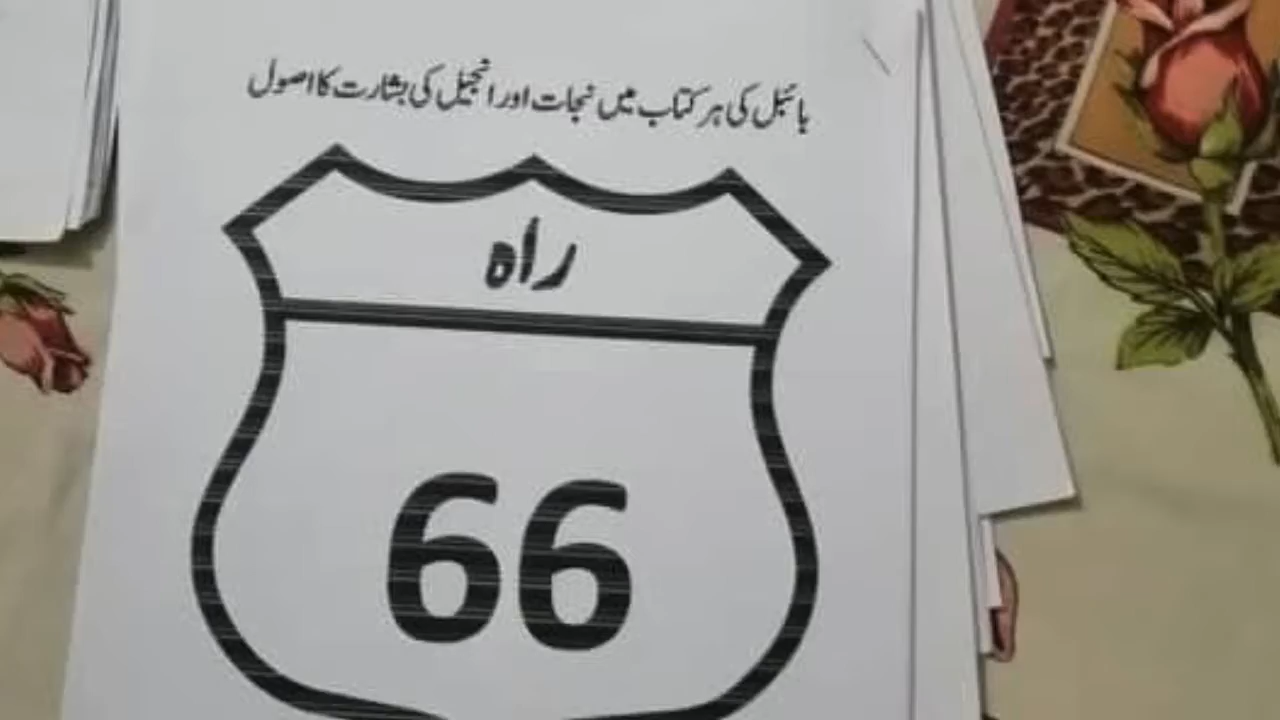 بائبل کی ہر کتاب میں نجات اور انجیل کی بشارت کا اصول
راہ
66